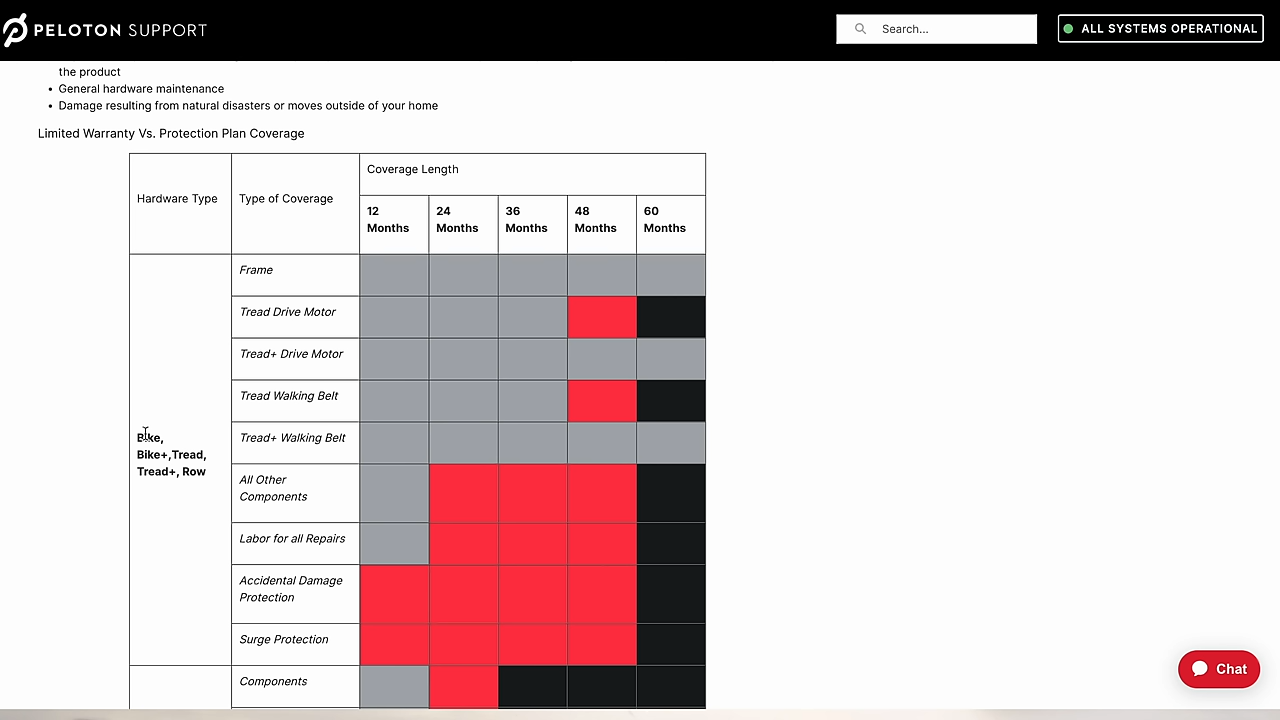 PELOTON SUPPORT
Search...
ALL SYSTEMS OPERATIONAL
the product
• General hardware maintenance
• Damage resulting from natural disasters or moves outside of your home
Limited Warranty Vs. Protection Plan Coverage
Hardware Type
Type of Coverage
Coverage Length
12
Months
24
Months
36
Months
48
Months
60
Months
Bike,
Bike+,Tread,
Tread+, Row
Frame
Tread Drive Motor
Tread+ Drive Motor
Tread Walking Belt
Tread+ Walking Belt
All Other
Components
Labor for all Repairs
Accidental Damage
Protection
Surge Protection
Components
Chat